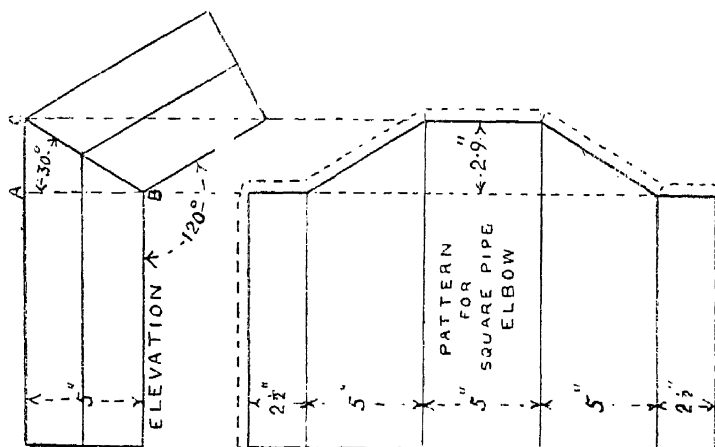 C
A
30°
B
120°
5"
ELEVATION
2.9"
PATTERN
FOR
SQUARE PIPE
ELBOW
2½"
5"
5"
5"
2½"